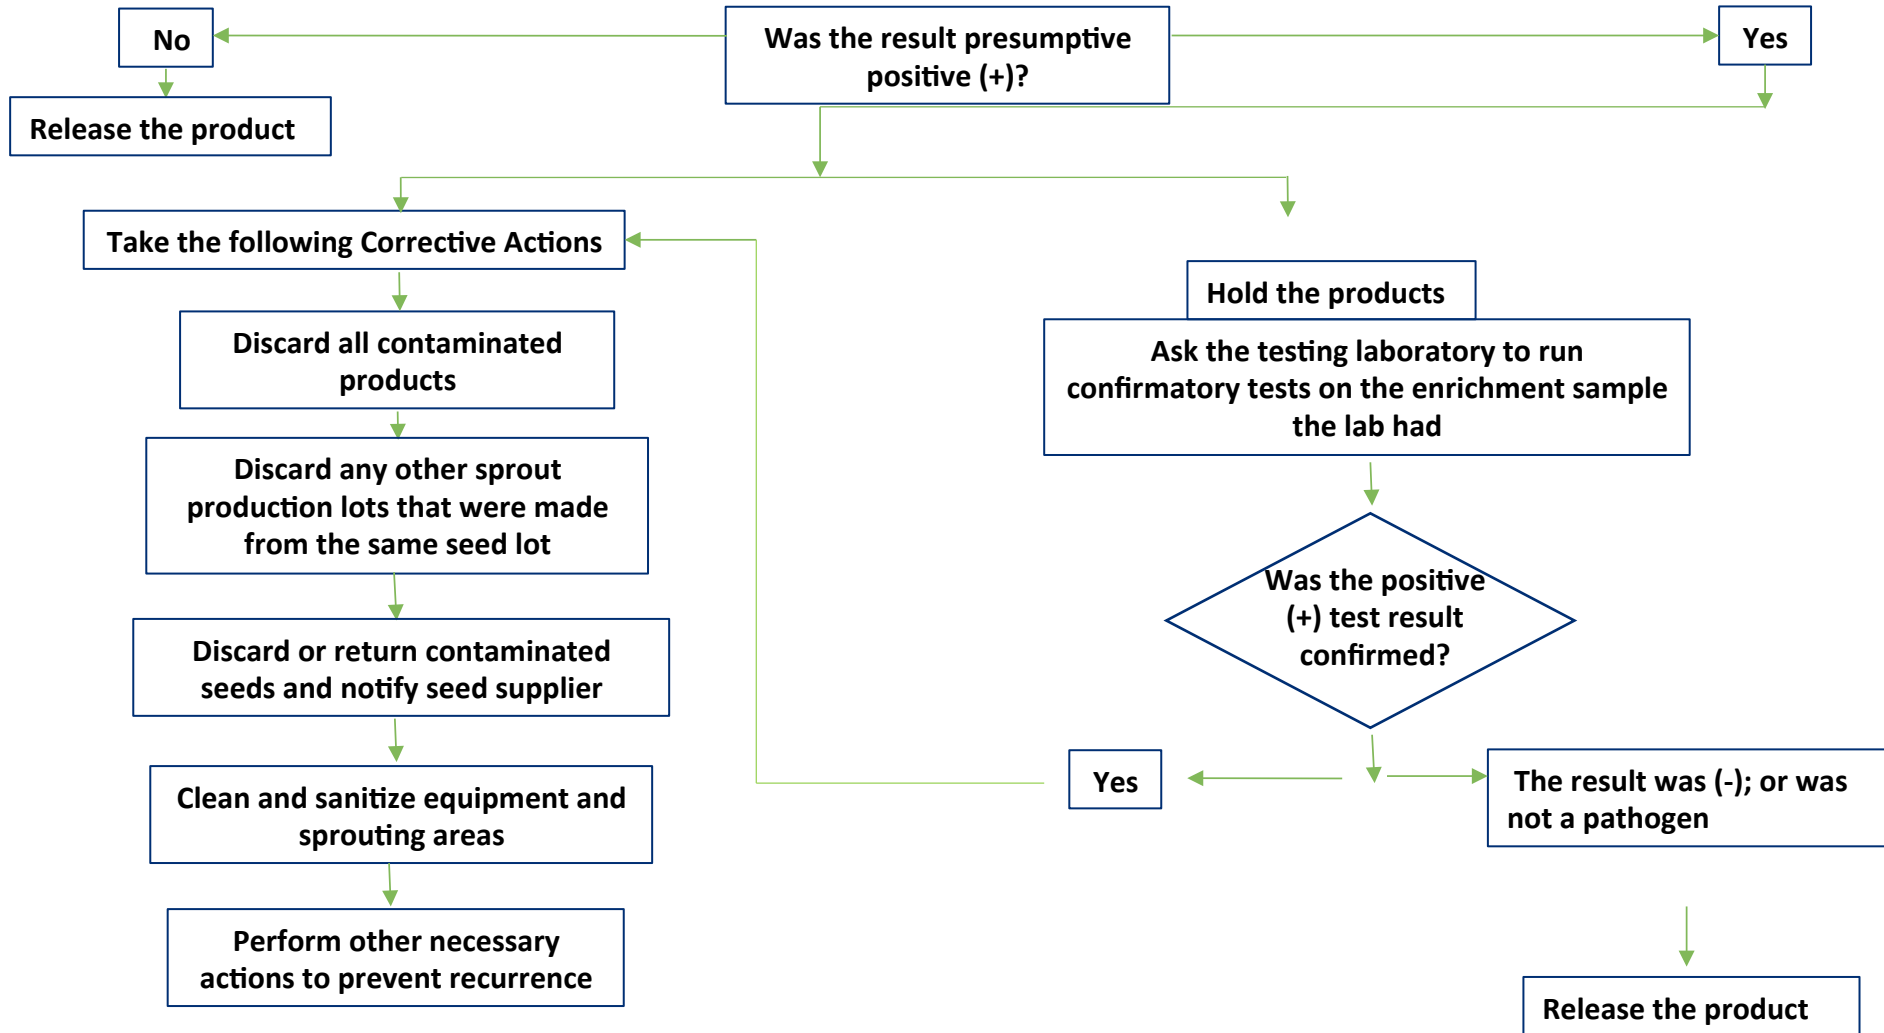 No
Was the result presumptive
positive (+)?
Yes
Release the product
Take the following Corrective Actions
Discard all contaminated
products
Discard any other sprout
production lots that were made
from the same seed lot
Discard or return contaminated
seeds and notify seed supplier
Clean and sanitize equipment and
sprouting areas
Perform other necessary
actions to prevent recurrence
Hold the products
Ask the testing laboratory to run
confirmatory tests on the enrichment sample
the lab had
Was the positive
(+) test result
confirmed?
Yes
The result was (-); or was
not a pathogen
Release the product